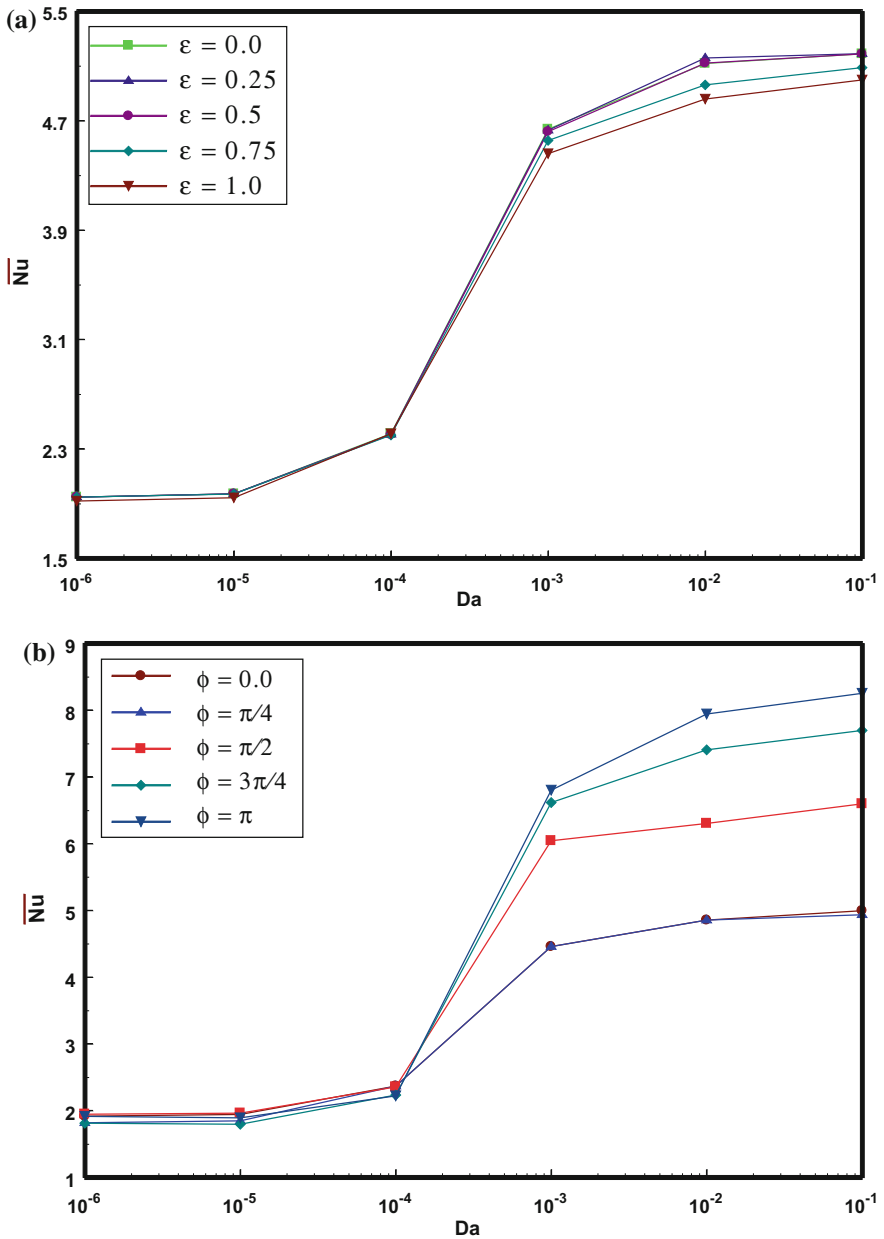 (a)
5.5
4.7
3.9
3.1
2.3
1.5
Nu
ε = 0.0
ε = 0.25
ε = 0.5
ε = 0.75
ε = 1.0
10^-6
10^-5
10^-4
10^-3
10^-2
10^-1
Da
(b)
9
8
7
6
5
4
3
2
1
Nu
ϕ = 0.0
ϕ = π/4
ϕ = π/2
ϕ = 3π/4
ϕ = π
10^-6
10^-5
10^-4
10^-3
10^-2
10^-1
Da